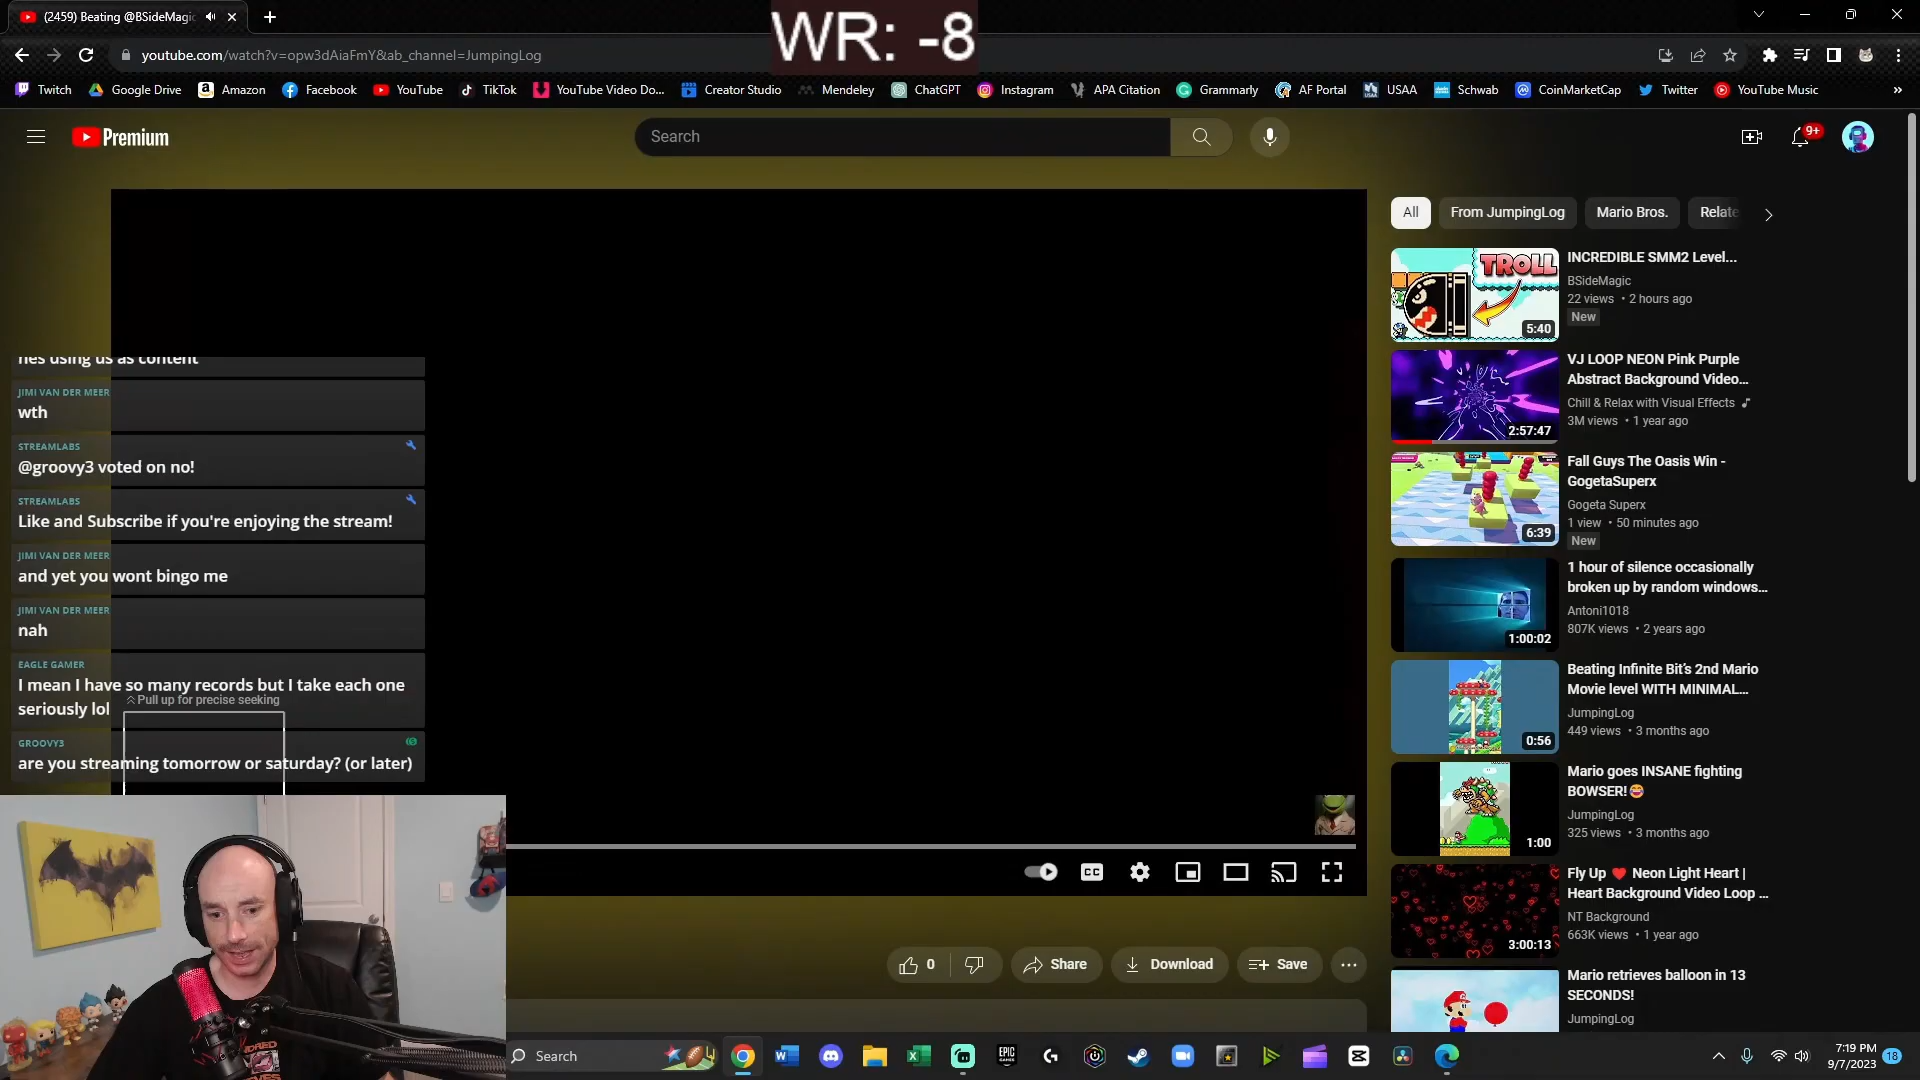 (2459) Beating @BSideMagic
WR: -8
youtube.com/watch?v=opw3dAiaFmY&ab_channel=JumpingLog
Twitch
Google Drive
Amazon
Facebook
YouTube
TikTok
YouTube Video Do...
Creator Studio
Mendeley
ChatGPT
Instagram
APA Citation
Grammarly
AF Portal
USAA
Schwab
CoinMarketCap
Twitter
YouTube Music
Premium
Search
9+
All
From JumpingLog
Mario Bros.
Relate
TROLL
5:40
INCREDIBLE SMM2 Level...
BSideMagic
22 views • 2 hours ago
New
2:57:47
VJ LOOP NEON Pink Purple
Abstract Background Video...
Chill & Relax with Visual Effects
3M views • 1 year ago
6:39
Fall Guys The Oasis Win -
GogetaSuperx
Gogeta Superx
1 view • 50 minutes ago
New
1:00:02
1 hour of silence occasionally
broken up by random windows...
Antoni1018
807K views • 2 years ago
0:56
Beating Infinite Bit's 2nd Mario
Movie level WITH MINIMAL...
JumpingLog
449 views • 3 months ago
1:00
Mario goes INSANE fighting
BOWSER!😂
JumpingLog
325 views • 3 months ago
3:00:13
Fly Up ♥ Neon Light Heart |
Heart Background Video Loop ...
NT Background
663K views • 1 year ago
Mario retrieves balloon in 13
SECONDS!
JumpingLog
hes using us as content
JIMI VAN DER MEER
wth
STREAMLABS
@groovy3 voted on no!
STREAMLABS
Like and Subscribe if you're enjoying the stream!
JIMI VAN DER MEER
and yet you wont bingo me
JIMI VAN DER MEER
nah
EAGLE GAMER
I mean I have so many records but I take each one
seriously lol
Pull up for precise seeking
GROOVY3
are you streaming tomorrow or saturday? (or later)
CC
0
Share
Download
Save
Search
EPIC
GAMES
7:19 PM
9/7/2023
18